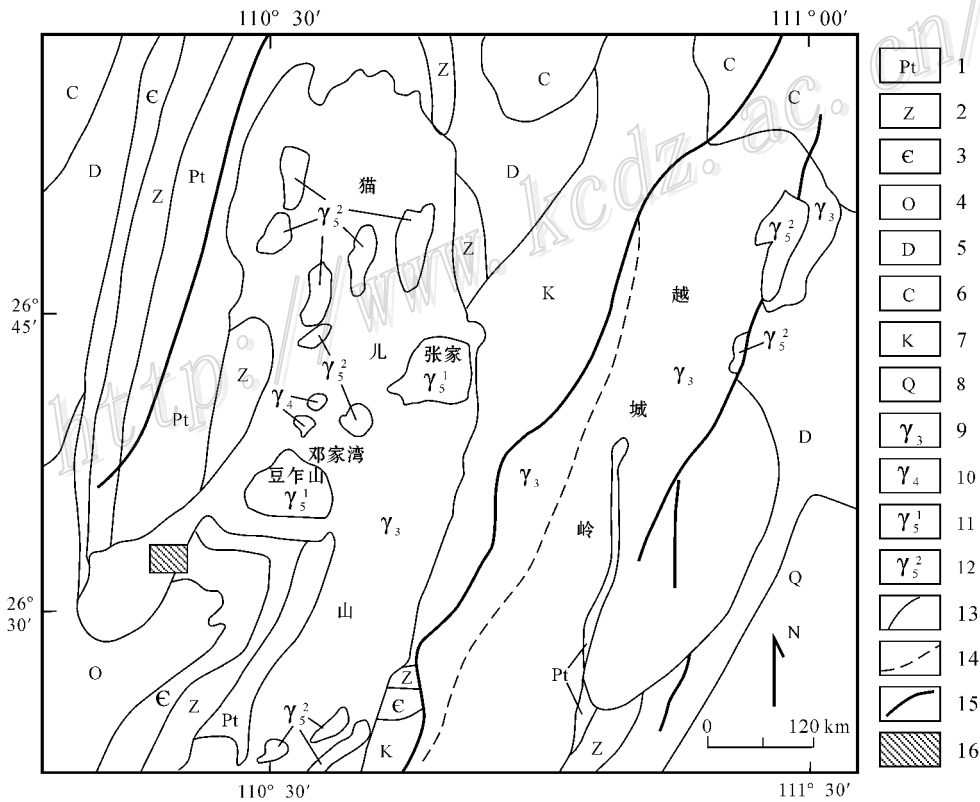 110° 30′
111° 00′
C
Є
D
Z
Pt
Z
C
C
C
D
猫
γ₅²
Z
K
越
γ₃
γ₅²
26°
45′
儿
张家
γ₅¹
γ₅²
γ₅²
γ₃
Z
γ₄
城
Pt
D
邓家湾
豆乍山
γ₅¹
γ₃
γ₃
岭
Q
26°
30′
山
N
O
Z
Pt
Є
Є
Z
Pt
γ₅²
K
Z
0 120 km
110° 30′
111° 30′
Pt 1
Z 2
Є 3
O 4
D 5
C 6
K 7
Q 8
γ₃ 9
γ₄ 10
γ₅¹ 11
γ₅² 12
13
14
15
16
http://www.kcdz.ac.cn/